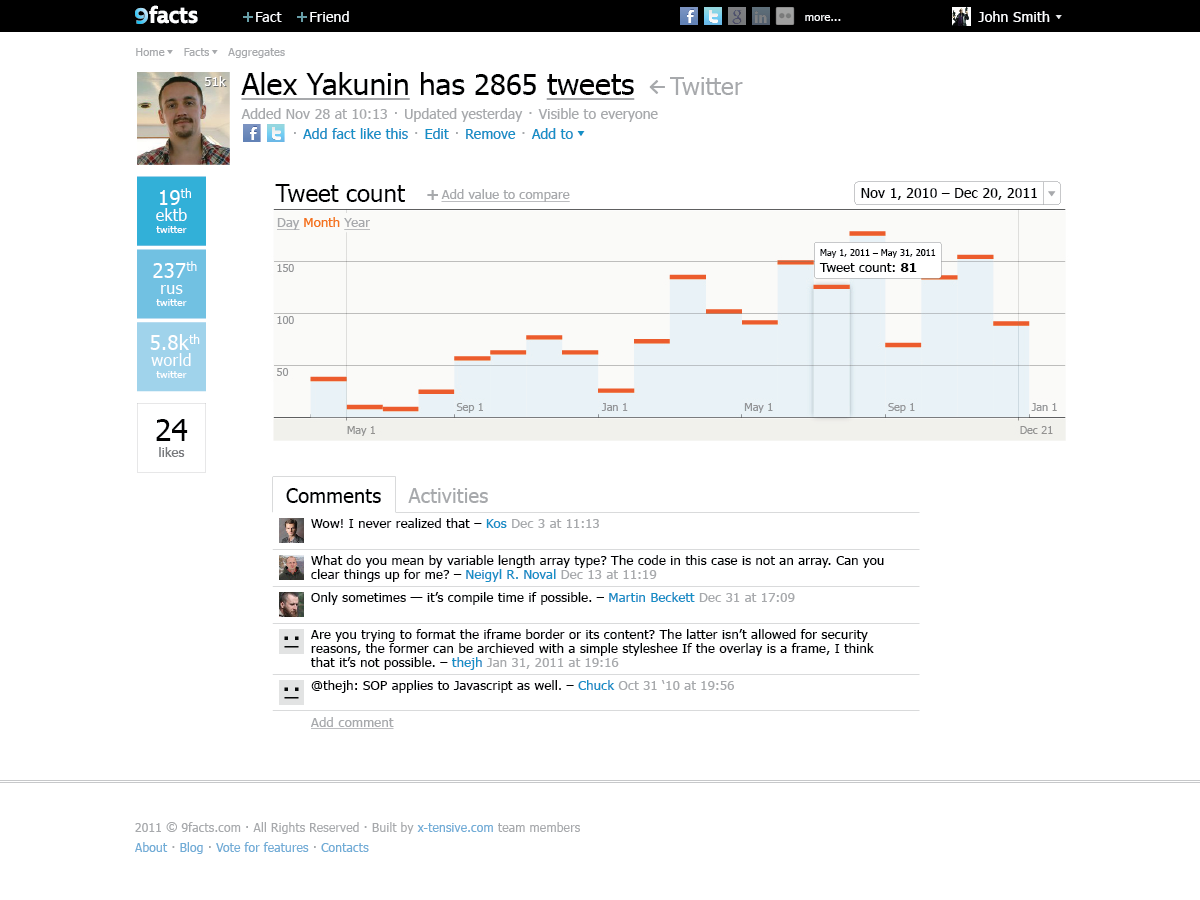 9facts
+Fact +Friend
more...
John Smith
Home Facts Aggregates
51k
Alex Yakunin has 2865 tweets ← Twitter
Added Nov 28 at 10:13 · Updated yesterday · Visible to everyone
f t · Add fact like this · Edit · Remove · Add to
19th
ektb
twitter
237th
rus
twitter
5.8kth
world
twitter
24
likes
Tweet count + Add value to compare
Nov 1, 2010 – Dec 20, 2011
Day Month Year
May 1, 2011 – May 31, 2011
Tweet count: 81
150
100
50
Sep 1 Jan 1 May 1 Sep 1 Jan 1
May 1 Dec 21
Comments Activities
Wow! I never realized that – Kos Dec 3 at 11:13
What do you mean by variable length array type? The code in this case is not an array. Can you
clear things up for me? – Neigyl R. Noval Dec 13 at 11:19
Only sometimes — it’s compile time if possible. – Martin Beckett Dec 31 at 17:09
Are you trying to format the iframe border or its content? The latter isn’t allowed for security
reasons, the former can be archieved with a simple styleshee If the overlay is a frame, I think
that it’s not possible. – thejh Jan 31, 2011 at 19:16
@thejh: SOP applies to Javascript as well. – Chuck Oct 31 ‘10 at 19:56
Add comment
2011 © 9facts.com · All Rights Reserved · Built by x-tensive.com team members
About · Blog · Vote for features · Contacts